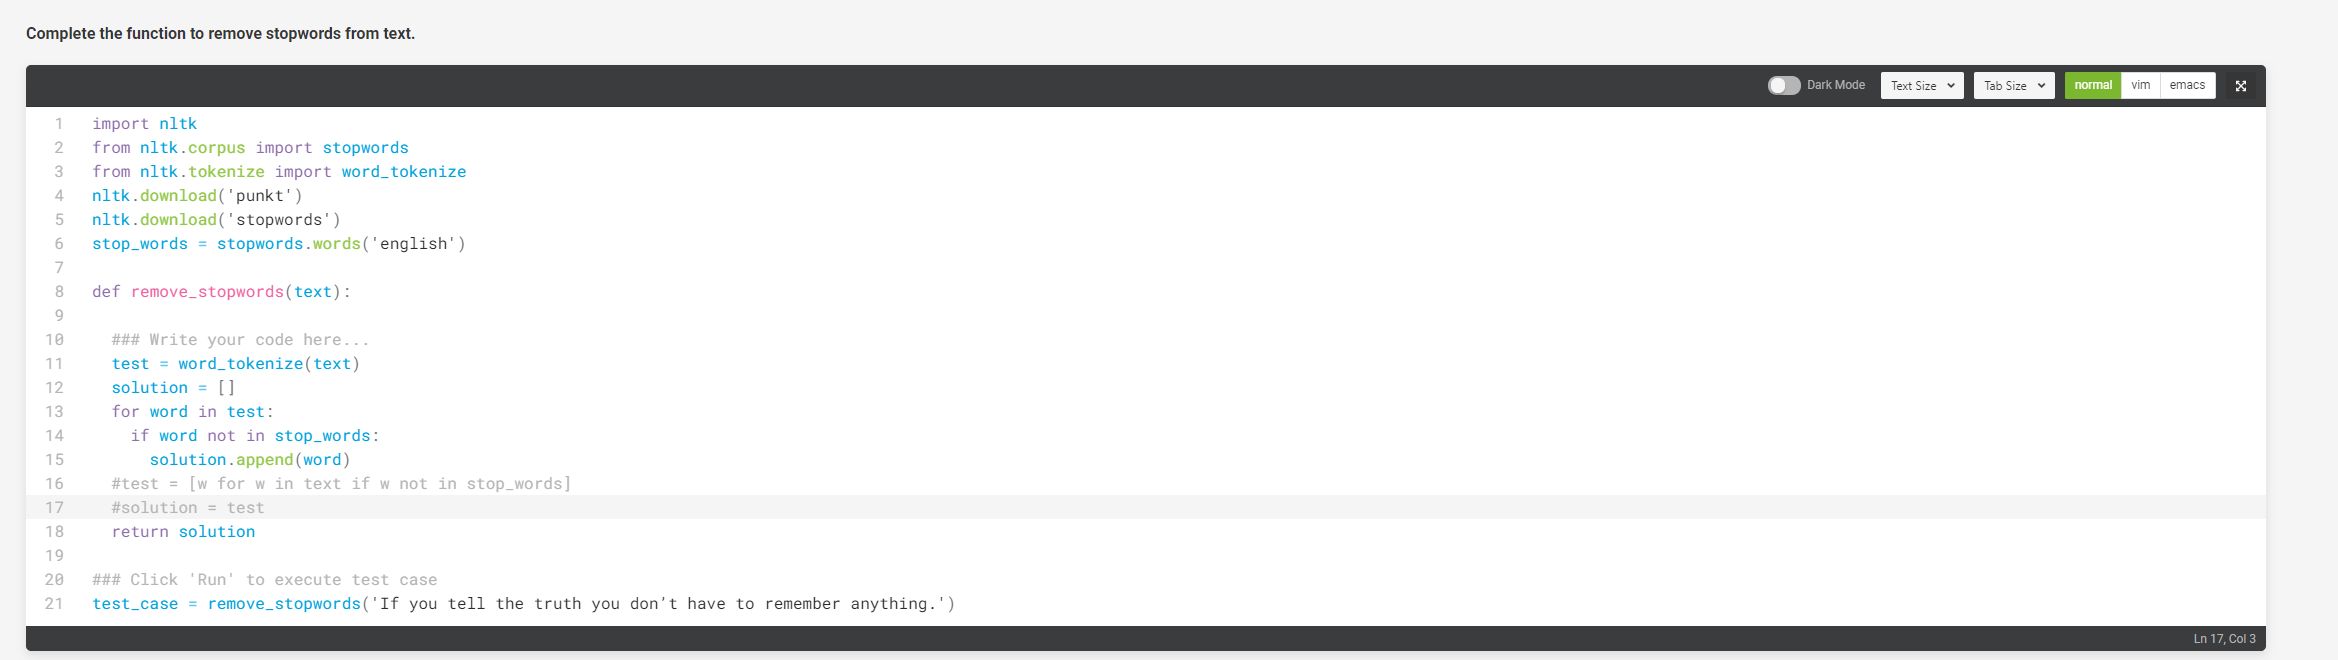 Complete the function to remove stopwords from text.
Dark Mode Text Size Tab Size normal vim emacs
1 import nltk
2 from nltk.corpus import stopwords
3 from nltk.tokenize import word_tokenize
4 nltk.download('punkt')
5 nltk.download('stopwords')
6 stop_words = stopwords.words('english')
7
8 def remove_stopwords(text):
9
10 ### Write your code here...
11 test = word_tokenize(text)
12 solution = []
13 for word in test:
14 if word not in stop_words:
15 solution.append(word)
16 #test = [w for w in text if w not in stop_words]
17 #solution = test
18 return solution
19
20 ### Click 'Run' to execute test case
21 test_case = remove_stopwords('If you tell the truth you don’t have to remember anything.')
Ln 17, Col 3